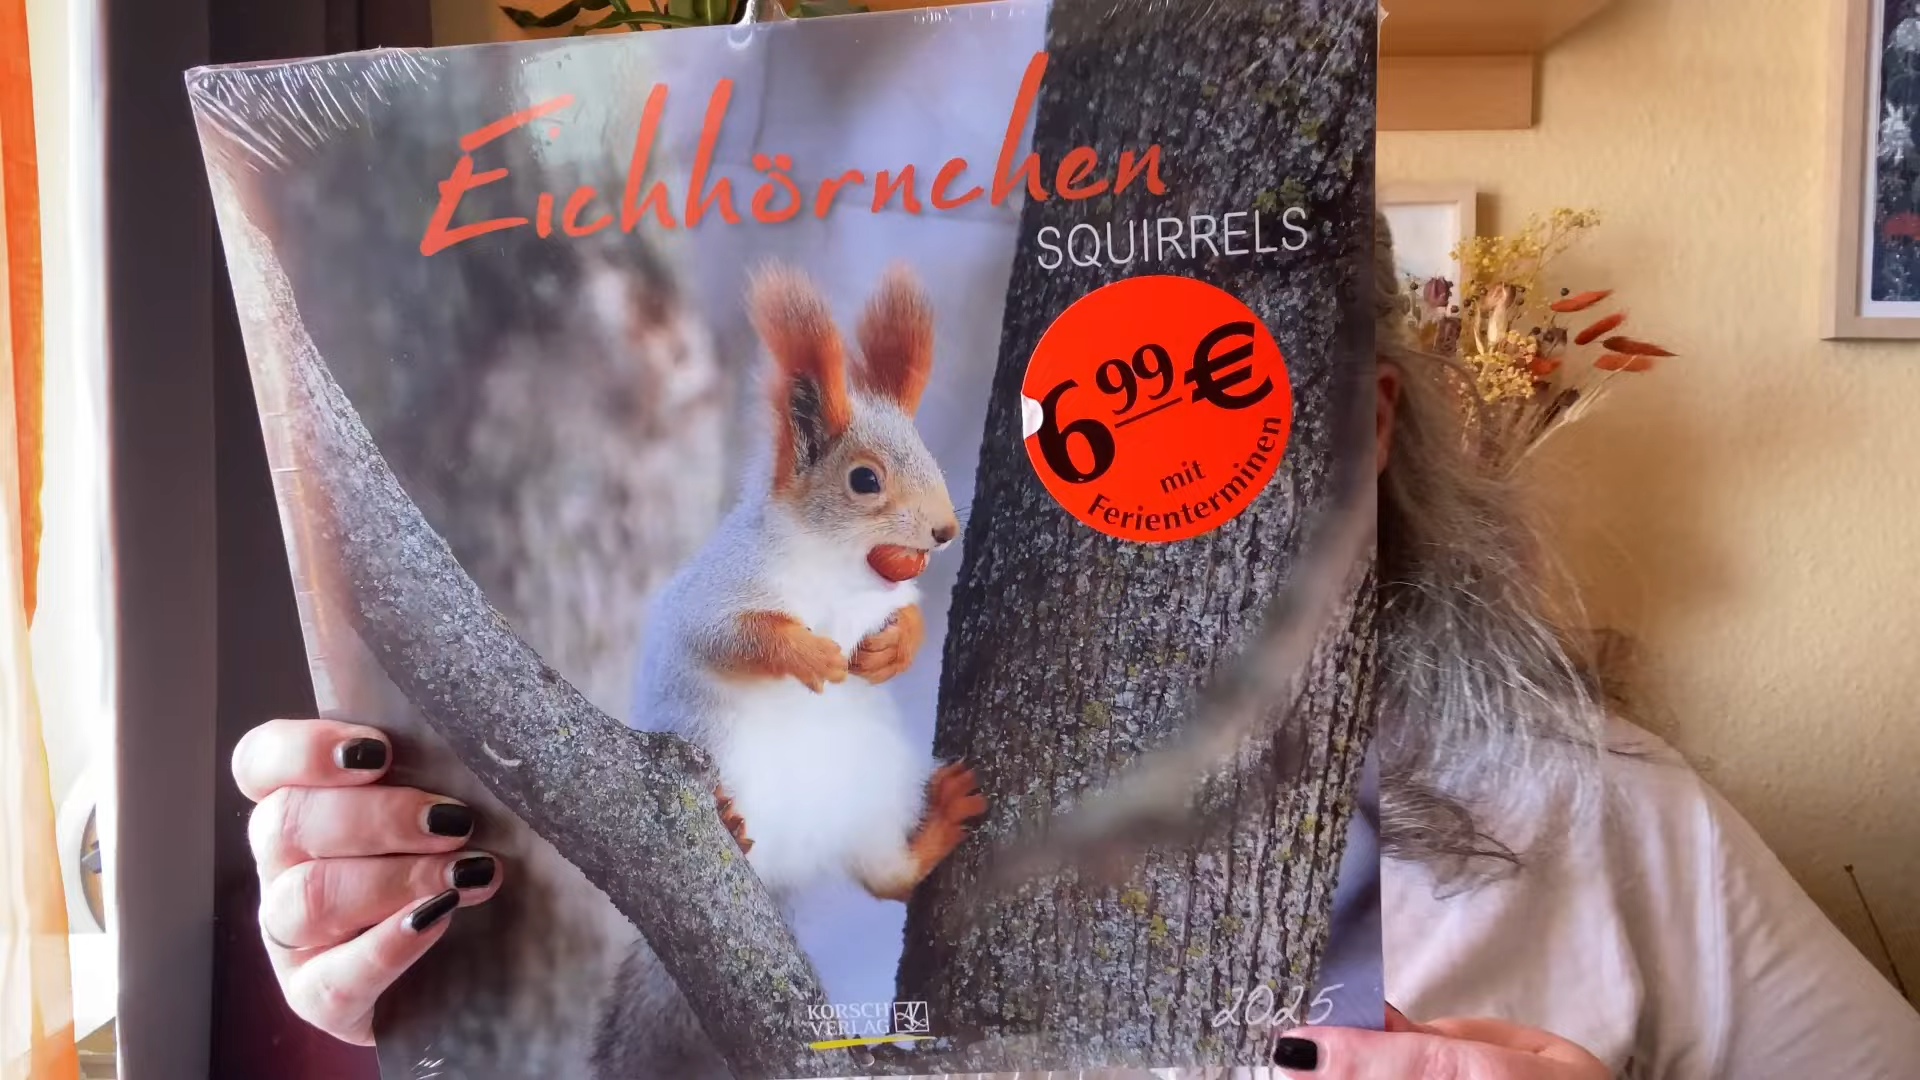 Eichhörnchen
SQUIRRELS
6 99 €
mit
Ferienterminen
KORSCH
VERLAG
2025